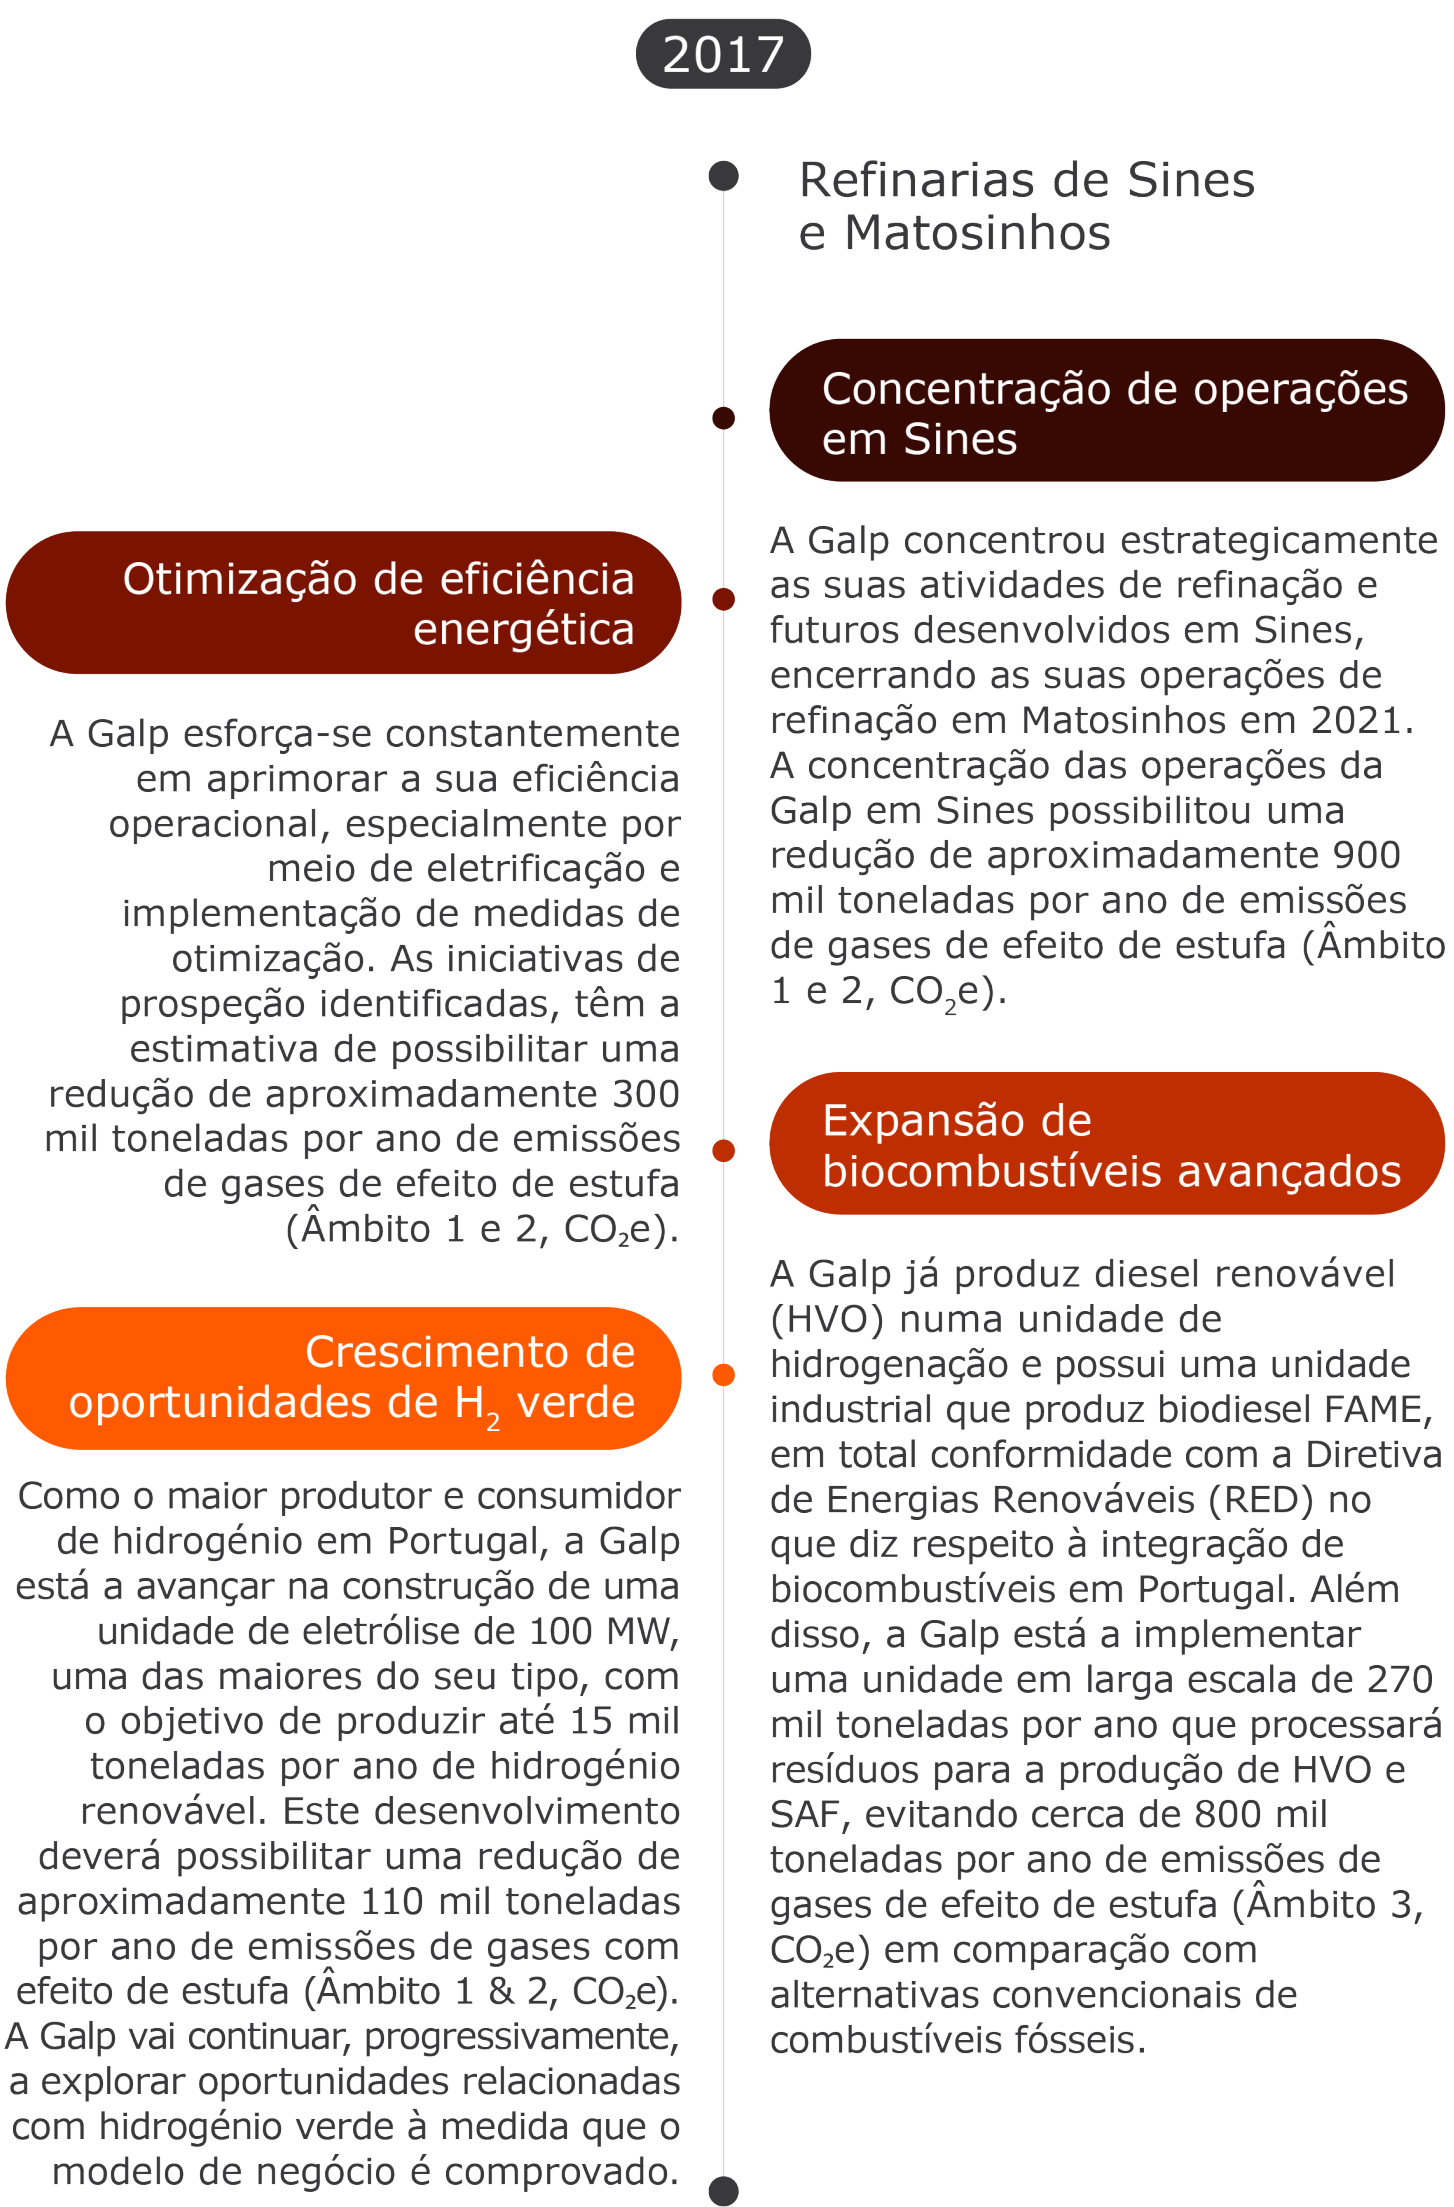 2017
Refinarias de Sines
e Matosinhos
Concentração de operações
em Sines
A Galp concentrou estrategicamente
as suas atividades de refinação e
futuros desenvolvidos em Sines,
encerrando as suas operações de
refinação em Matosinhos em 2021.
A concentração das operações da
Galp em Sines possibilitou uma
redução de aproximadamente 900
mil toneladas por ano de emissões
de gases de efeito de estufa (Âmbito
1 e 2, CO₂e).
Otimização de eficiência
energética
A Galp esforça-se constantemente
em aprimorar a sua eficiência
operacional, especialmente por
meio de eletrificação e
implementação de medidas de
otimização. As iniciativas de
prospeção identificadas, têm a
estimativa de possibilitar uma
redução de aproximadamente 300
mil toneladas por ano de emissões
de gases de efeito de estufa
(Âmbito 1 e 2, CO₂e).
Expansão de
biocombustíveis avançados
A Galp já produz diesel renovável
(HVO) numa unidade de
hidrogenação e possui uma unidade
industrial que produz biodiesel FAME,
em total conformidade com a Diretiva
de Energias Renováveis (RED) no
que diz respeito à integração de
biocombustíveis em Portugal. Além
disso, a Galp está a implementar
uma unidade em larga escala de 270
mil toneladas por ano que processará
resíduos para a produção de HVO e
SAF, evitando cerca de 800 mil
toneladas por ano de emissões de
gases de efeito de estufa (Âmbito 3,
CO₂e) em comparação com
alternativas convencionais de
combustíveis fósseis.
Crescimento de
oportunidades de H₂ verde
Como o maior produtor e consumidor
de hidrogénio em Portugal, a Galp
está a avançar na construção de uma
unidade de eletrólise de 100 MW,
uma das maiores do seu tipo, com
o objetivo de produzir até 15 mil
toneladas por ano de hidrogénio
renovável. Este desenvolvimento
deverá possibilitar uma redução de
aproximadamente 110 mil toneladas
por ano de emissões de gases com
efeito de estufa (Âmbito 1 & 2, CO₂e).
A Galp vai continuar, progressivamente,
a explorar oportunidades relacionadas
com hidrogénio verde à medida que o
modelo de negócio é comprovado.